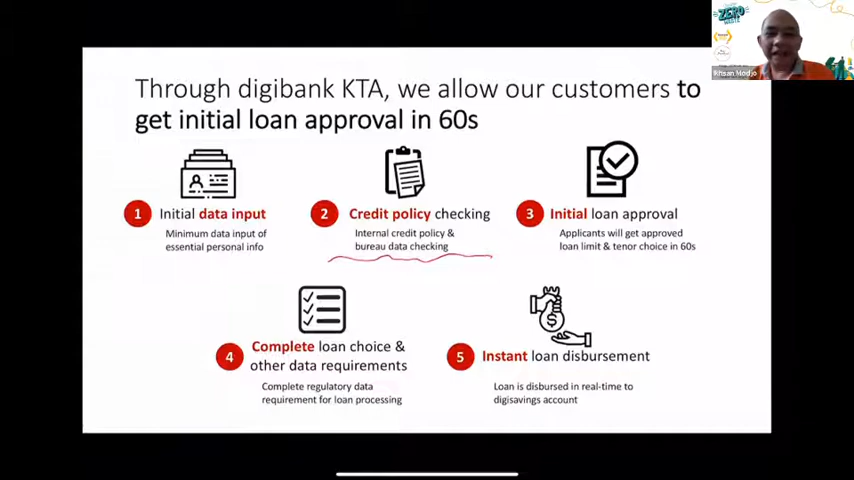 Through digibank KTA, we allow our customers to
get initial loan approval in 60s
1 Initial data input
Minimum data input of
essential personal info
2 Credit policy checking
Internal credit policy &
bureau data checking
3 Initial loan approval
Applicants will get approved
loan limit & tenor choice in 60s
4 Complete loan choice &
other data requirements
Complete regulatory data
requirement for loan processing
5 Instant loan disbursement
Loan is disbursed in real-time to
digisavings account
ZERO
Ikhsan Modjo